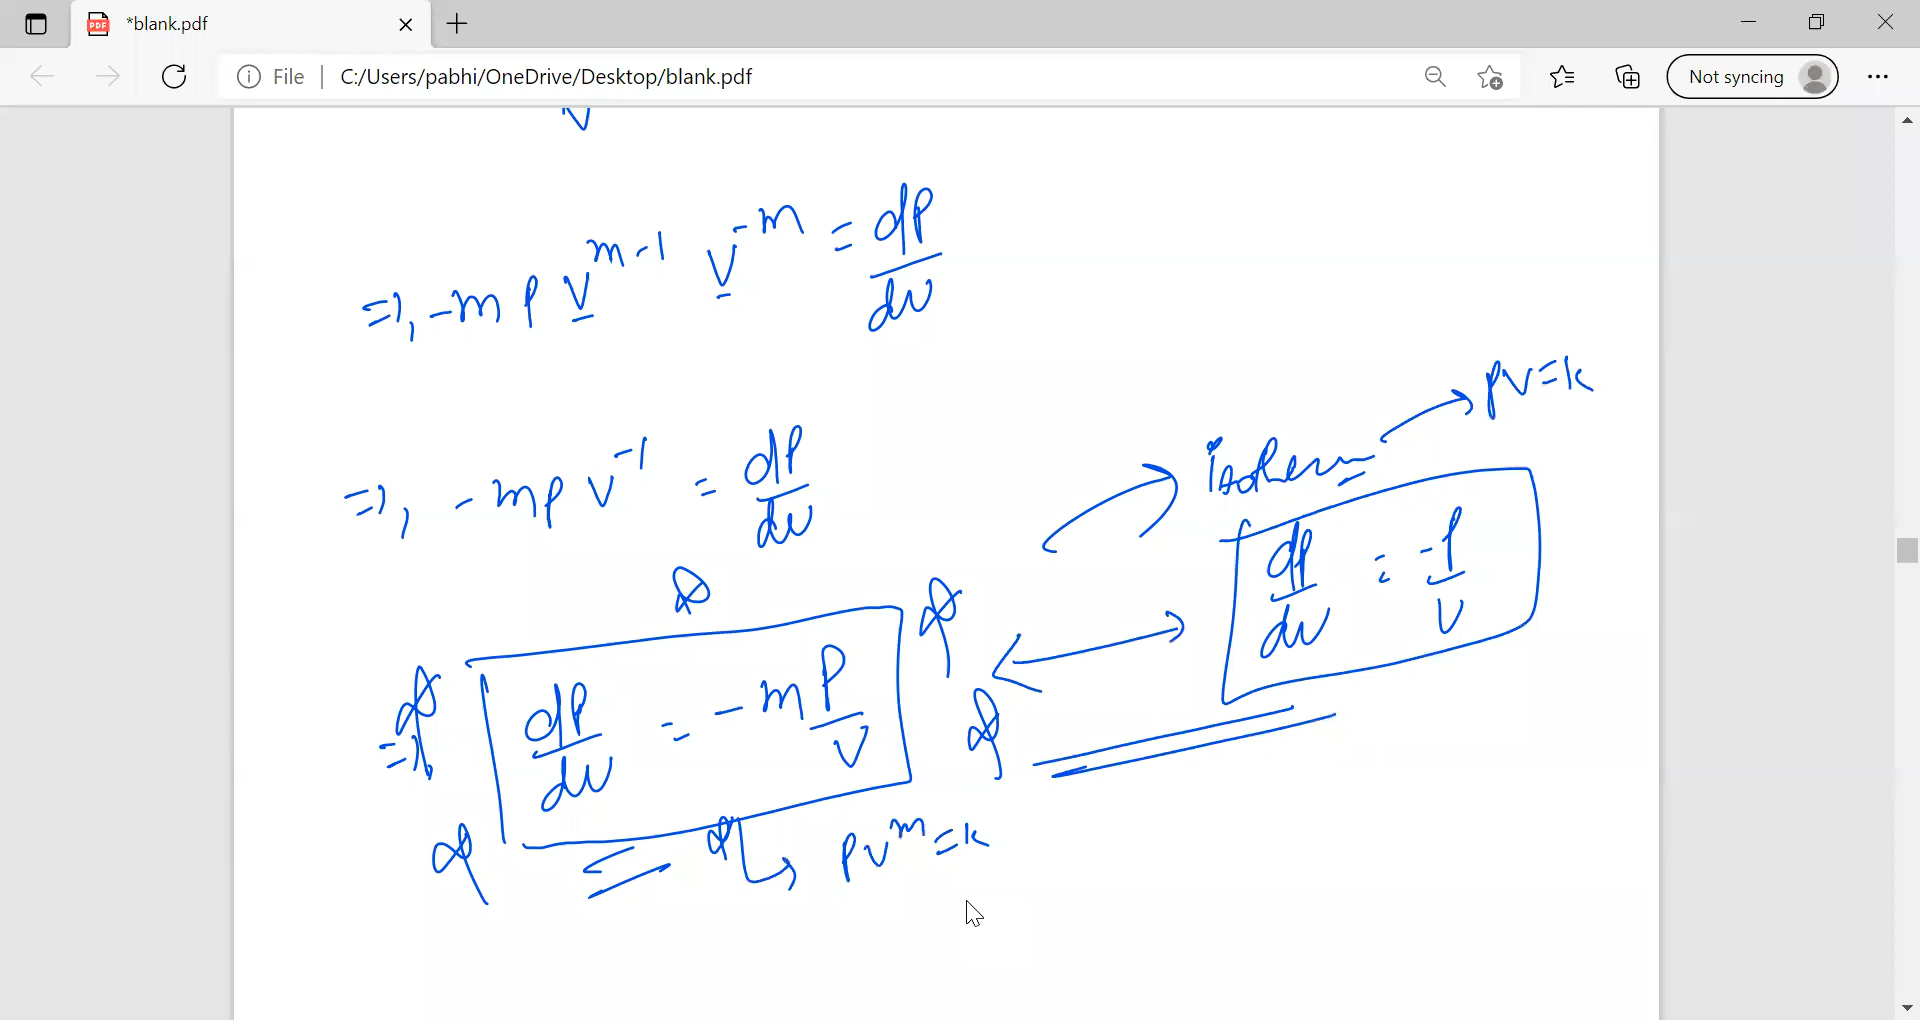 *blank.pdf
File | C:/Users/pabhi/OneDrive/Desktop/blank.pdf
Not syncing
V
=>, -mP V^{m-1} V^{-m} = dP/dV
PV=k
=>, -mP V^{-1} = dP/dV
dP/dV = -P/V
=>, dP/dV = -m P/V
PV^m=k